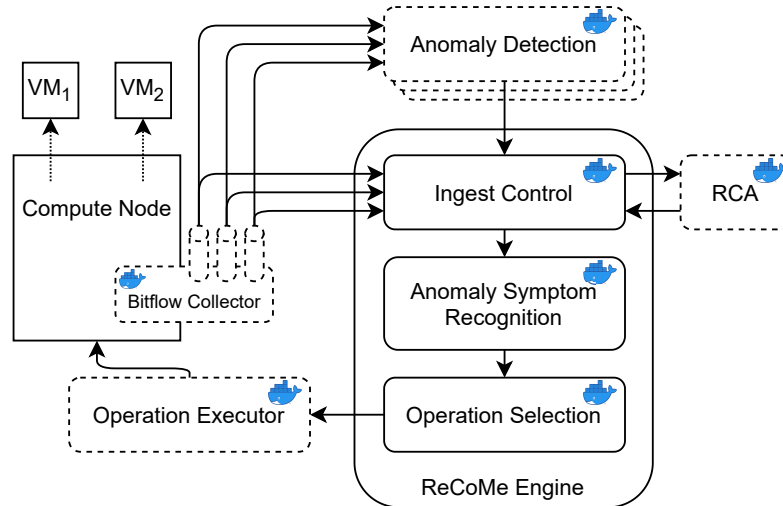 Anomaly Detection
VM1
VM2
Compute Node
Ingest Control
RCA
Bitflow Collector
Anomaly Symptom
Recognition
Operation Executor
Operation Selection
ReCoMe Engine